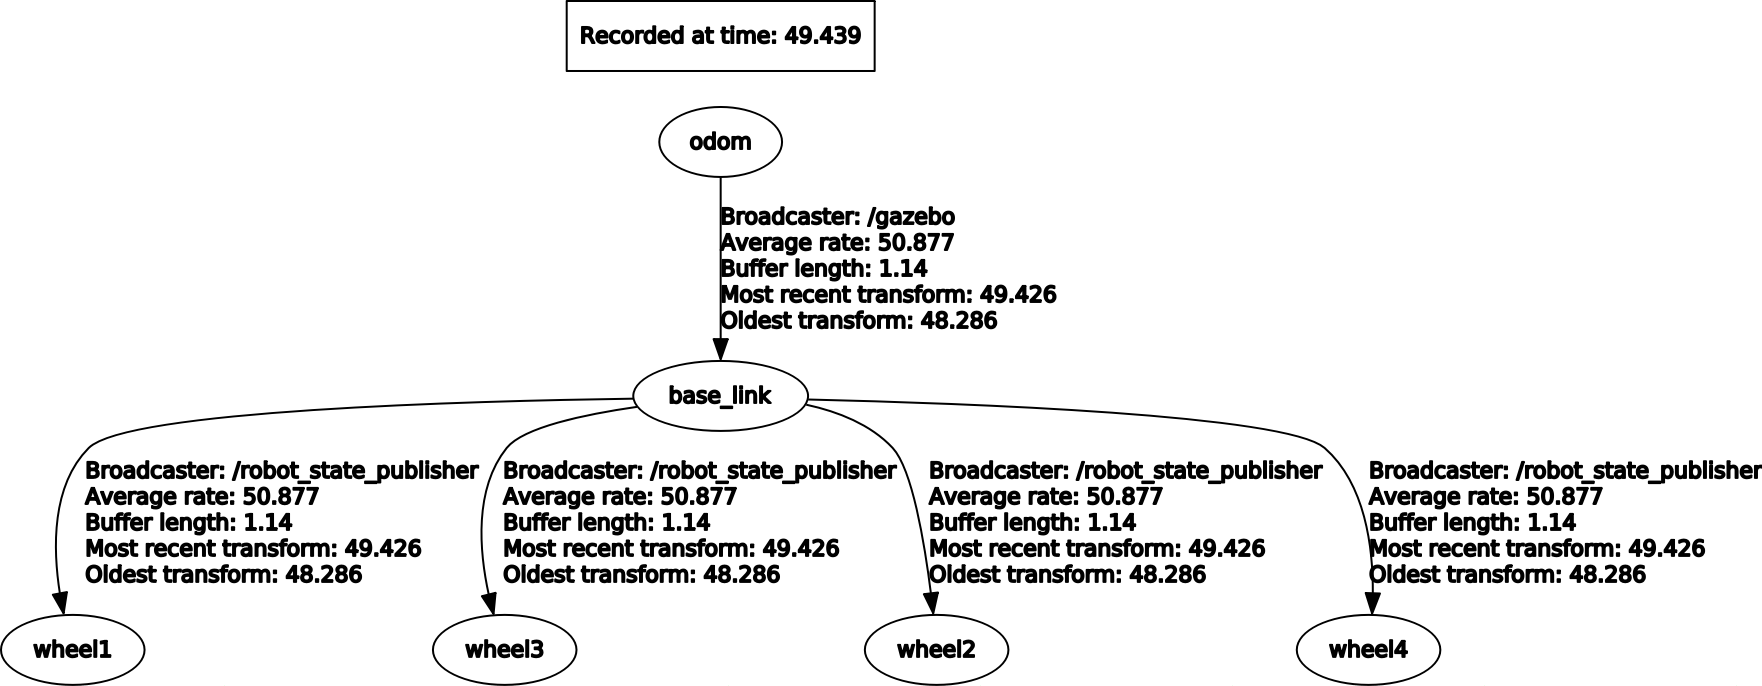 Recorded at time: 49.439
odom
Broadcaster: /gazebo
Average rate: 50.877
Buffer length: 1.14
Most recent transform: 49.426
Oldest transform: 48.286
base_link
Broadcaster: /robot_state_publisher
Average rate: 50.877
Buffer length: 1.14
Most recent transform: 49.426
Oldest transform: 48.286
Broadcaster: /robot_state_publisher
Average rate: 50.877
Buffer length: 1.14
Most recent transform: 49.426
Oldest transform: 48.286
Broadcaster: /robot_state_publisher
Average rate: 50.877
Buffer length: 1.14
Most recent transform: 49.426
Oldest transform: 48.286
Broadcaster: /robot_state_publisher
Average rate: 50.877
Buffer length: 1.14
Most recent transform: 49.426
Oldest transform: 48.286
wheel1
wheel3
wheel2
wheel4